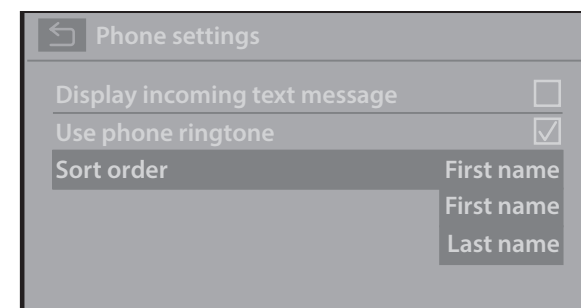 Phone settings
Display incoming text message
Use phone ringtone
Sort order First name
First name
Last name